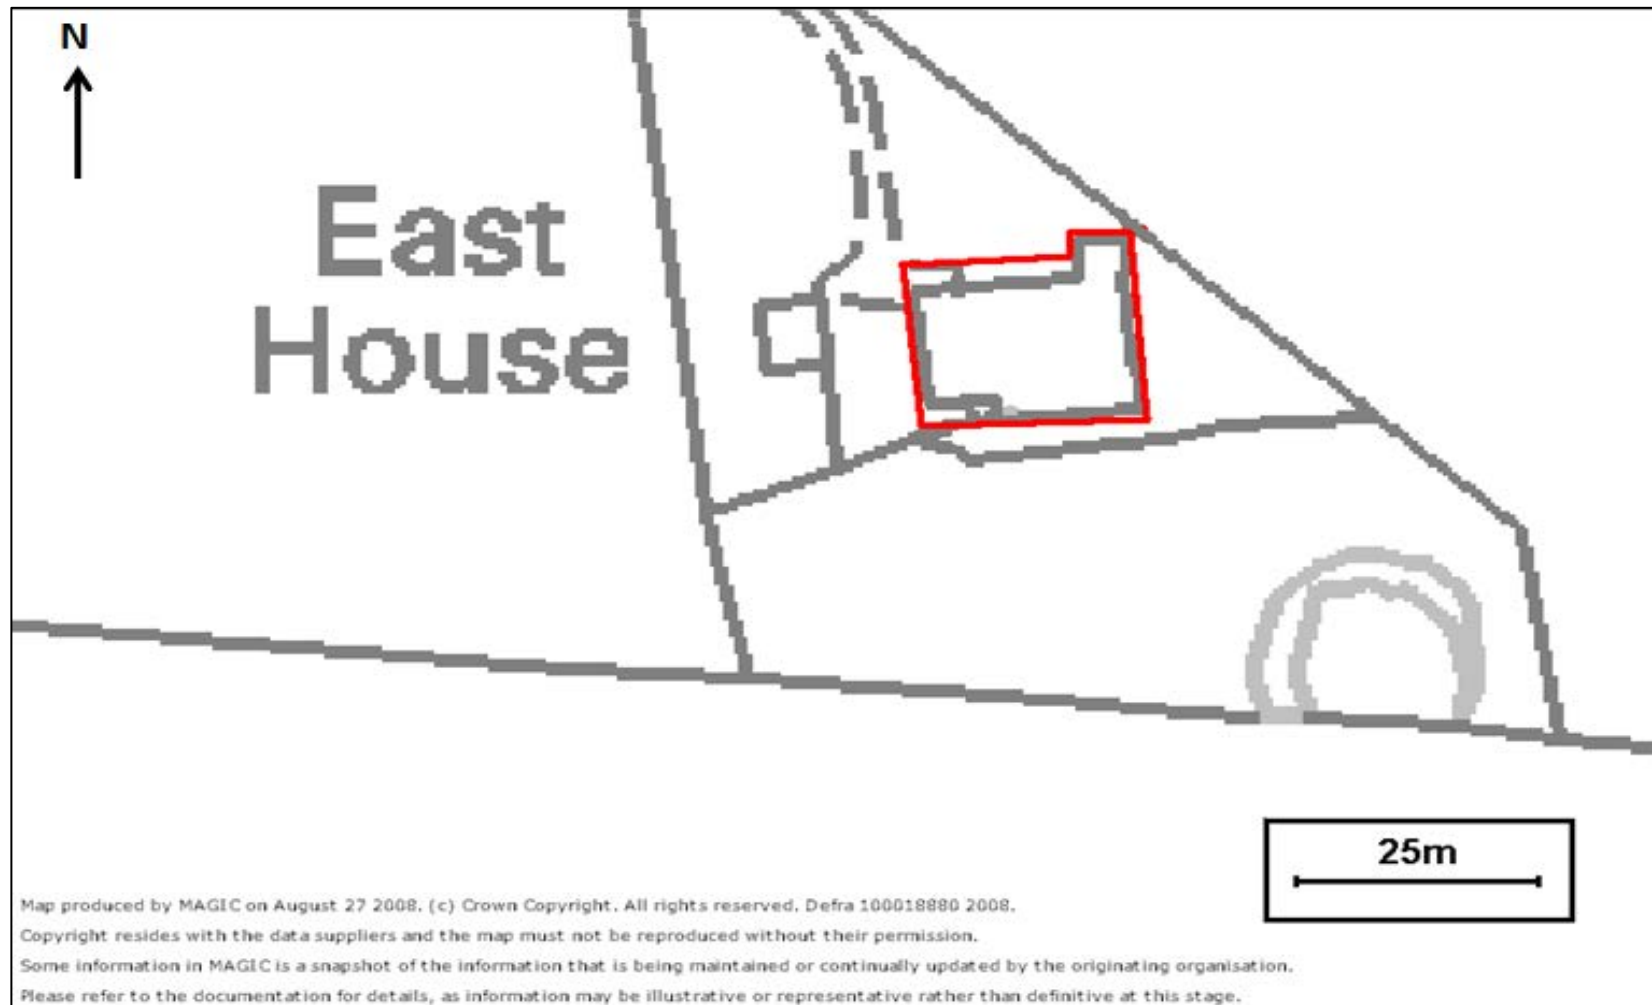 N
East
House
25m
Map produced by MAGIC on August 27 2008. (c) Crown Copyright. All rights reserved. Defra 100018880 2008.
Copyright resides with the data suppliers and the map must not be reproduced without their permission.
Some information in MAGIC is a snapshot of the information that is being maintained or continually updated by the originating organisation.
Please refer to the documentation for details, as information may be illustrative or representative rather than definitive at this stage.